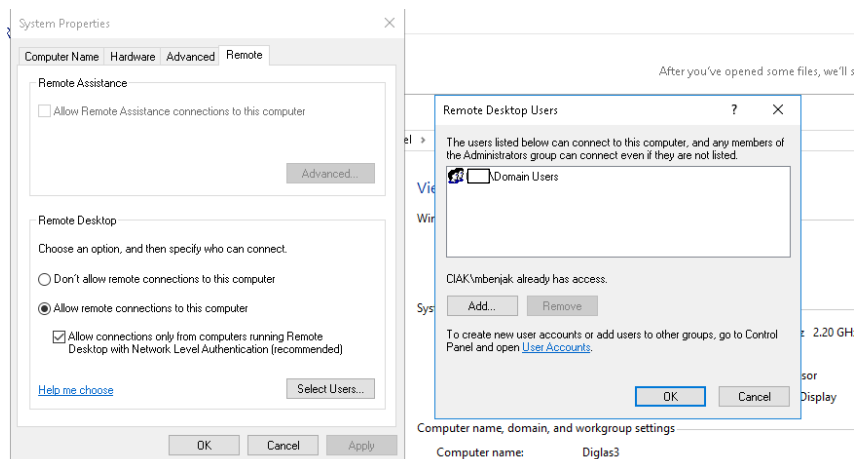 System Properties
Computer Name Hardware Advanced Remote
Remote Assistance
Allow Remote Assistance connections to this computer
Advanced...
Remote Desktop
Choose an option, and then specify who can connect.
Don't allow remote connections to this computer
Allow remote connections to this computer
Allow connections only from computers running Remote
Desktop with Network Level Authentication (recommended)
Help me choose
Select Users...
OK Cancel Apply
After you've opened some files, we'll s
el >
Vie
Wir
Sys
Remote Desktop Users
The users listed below can connect to this computer, and any members of
the Administrators group can connect even if they are not listed.
\Domain Users
CIAK\mbenjak already has access.
Add... Remove
To create new user accounts or add users to other groups, go to Control
Panel and open User Accounts.
OK Cancel
z 2.20 GH
sor
Display
Computer name, domain, and workgroup settings
Computer name: Diglas3